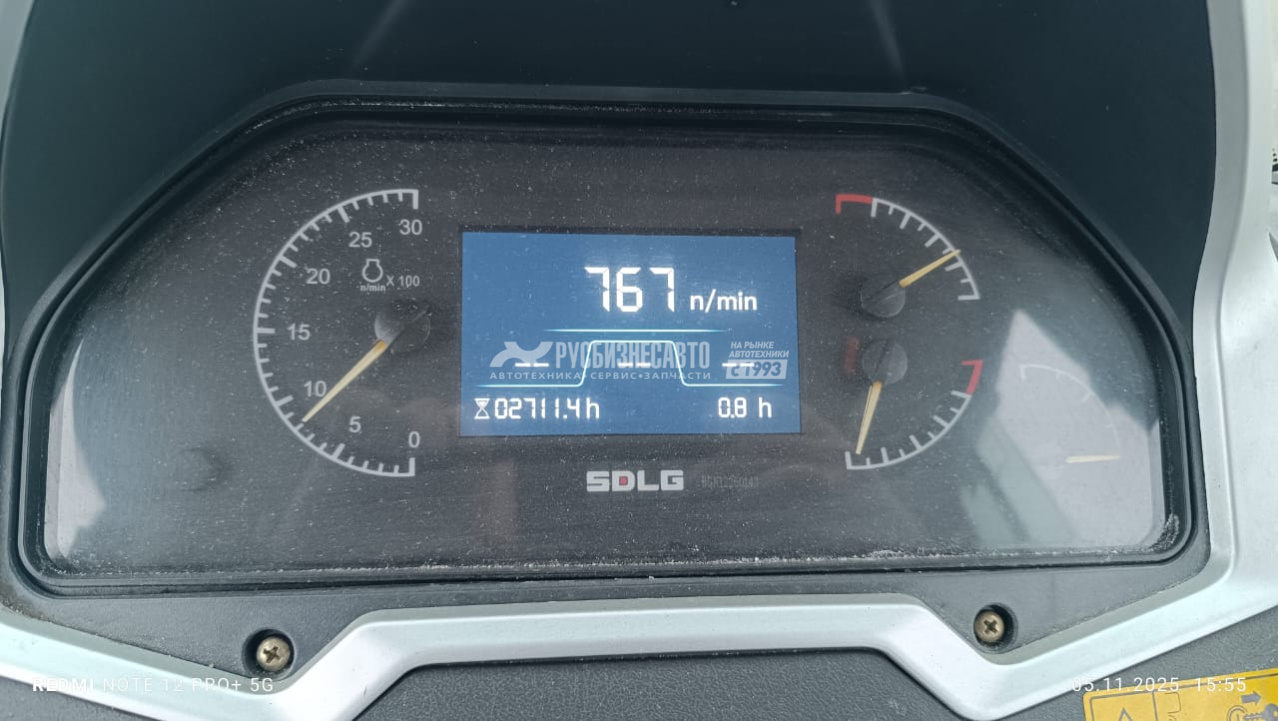 30
25
20
n/min X 100
15
10
5
0
767 n/min
РУСБИЗНЕСАВТО
АВТОТЕХНИКА • СЕРВИС • ЗАПЧАСТИ
НА РЫНКЕ
АВТОТЕХНИКИ
С 1993
02711.4 h
0.8 h
SDLG
REDMI NOTE 12 PRO+ 5G
05.11.2025 15:55